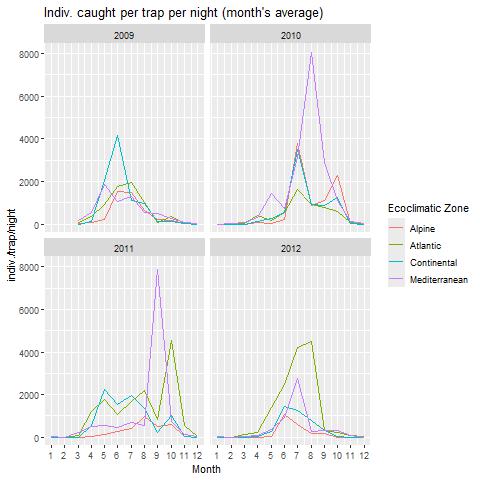 Indiv. caught per trap per night (month's average)
2009 2010
8000
6000
4000
2000
0
2011 2012
8000
6000
4000
2000
0
indiv./trap/night
1 2 3 4 5 6 7 8 9 10 11 12 1 2 3 4 5 6 7 8 9 10 11 12
Month
Ecoclimatic Zone
Alpine
Atlantic
Continental
Mediterranean